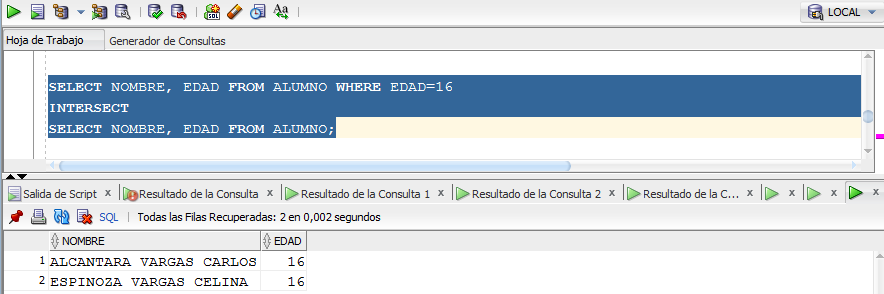 LOCAL
Hoja de Trabajo Generador de Consultas
SELECT NOMBRE, EDAD FROM ALUMNO WHERE EDAD=16
INTERSECT
SELECT NOMBRE, EDAD FROM ALUMNO;
Salida de Script x Resultado de la Consulta x Resultado de la Consulta 1 x Resultado de la Consulta 2 x Resultado de la C... x x x x
SQL | Todas las Filas Recuperadas: 2 en 0,002 segundos
NOMBRE EDAD
1 ALCANTARA VARGAS CARLOS 16
2 ESPINOZA VARGAS CELINA 16